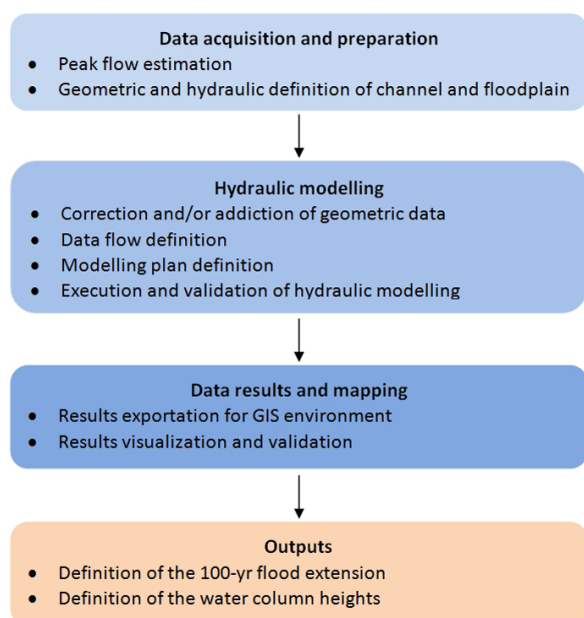 Data acquisition and preparation
• Peak flow estimation
• Geometric and hydraulic definition of channel and floodplain
Hydraulic modelling
• Correction and/or addiction of geometric data
• Data flow definition
• Modelling plan definition
• Execution and validation of hydraulic modelling
Data results and mapping
• Results exportation for GIS environment
• Results visualization and validation
Outputs
• Definition of the 100-yr flood extension
• Definition of the water column heights